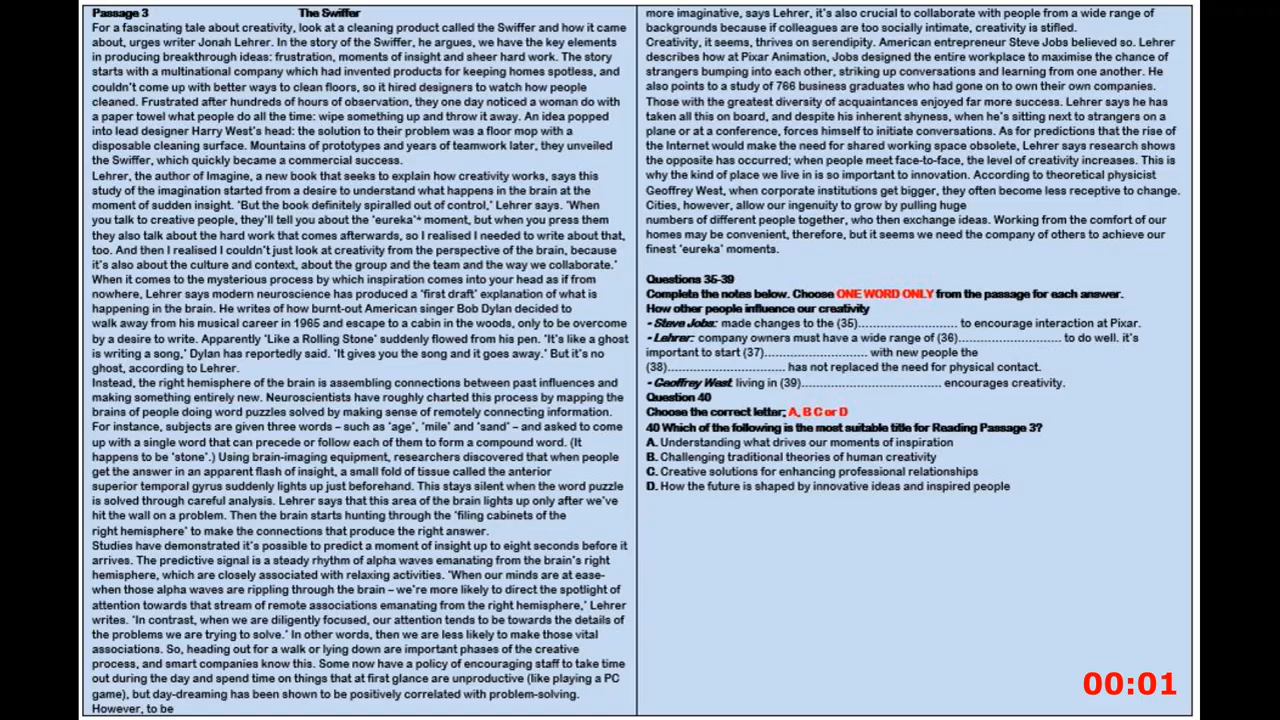 Passage 3 The Swiffer
For a fascinating tale about creativity, look at a cleaning product called the Swiffer and how it came
about, urges writer Jonah Lehrer. In the story of the Swiffer, he argues, we have the key elements
in producing breakthrough ideas: frustration, moments of insight and sheer hard work. The story
starts with a multinational company which had invented products for keeping homes spotless, and
couldn't come up with better ways to clean floors, so it hired designers to watch how people
cleaned. Frustrated after hundreds of hours of observation, they one day noticed a woman do with
a paper towel what people do all the time: wipe something up and throw it away. An idea popped
into lead designer Harry West's head: the solution to their problem was a floor mop with a
disposable cleaning surface. Mountains of prototypes and years of teamwork later, they unveiled
the Swiffer, which quickly became a commercial success.
Lehrer, the author of Imagine, a new book that seeks to explain how creativity works, says this
study of the imagination started from a desire to understand what happens in the brain at the
moment of sudden insight. 'But the book definitely spiralled out of control,' Lehrer says. 'When
you talk to creative people, they'll tell you about the 'eureka'* moment, but when you press them
they also talk about the hard work that comes afterwards, so I realised I needed to write about that,
too. And then I realised I couldn't just look at creativity from the perspective of the brain, because
it's also about the culture and context, about the group and the team and the way we collaborate.'
When it comes to the mysterious process by which inspiration comes into your head as if from
nowhere, Lehrer says modern neuroscience has produced a 'first draft' explanation of what is
happening in the brain. He writes of how burnt-out American singer Bob Dylan decided to
walk away from his musical career in 1965 and escape to a cabin in the woods, only to be overcome
by a desire to write. Apparently 'Like a Rolling Stone' suddenly flowed from his pen. 'It's like a ghost
is writing a song,' Dylan has reportedly said. 'It gives you the song and it goes away.' But it's no
ghost, according to Lehrer.
Instead, the right hemisphere of the brain is assembling connections between past influences and
making something entirely new. Neuroscientists have roughly charted this process by mapping the
brains of people doing word puzzles solved by making sense of remotely connecting information.
For instance, subjects are given three words – such as 'age', 'mile' and 'sand' – and asked to come
up with a single word that can precede or follow each of them to form a compound word. (It
happens to be 'stone'.) Using brain-imaging equipment, researchers discovered that when people
get the answer in an apparent flash of insight, a small fold of tissue called the anterior
superior temporal gyrus suddenly lights up just beforehand. This stays silent when the word puzzle
is solved through careful analysis. Lehrer says that this area of the brain lights up only after we've
hit the wall on a problem. Then the brain starts hunting through the 'filing cabinets of the
right hemisphere' to make the connections that produce the right answer.
Studies have demonstrated it's possible to predict a moment of insight up to eight seconds before it
arrives. The predictive signal is a steady rhythm of alpha waves emanating from the brain's right
hemisphere, which are closely associated with relaxing activities. 'When our minds are at ease-
when those alpha waves are rippling through the brain – we're more likely to direct the spotlight of
attention towards that stream of remote associations emanating from the right hemisphere,' Lehrer
writes. 'In contrast, when we are diligently focused, our attention tends to be towards the details of
the problems we are trying to solve.' In other words, then we are less likely to make those vital
associations. So, heading out for a walk or lying down are important phases of the creative
process, and smart companies know this. Some now have a policy of encouraging staff to take time
out during the day and spend time on things that at first glance are unproductive (like playing a PC
game), but day-dreaming has been shown to be positively correlated with problem-solving.
However, to be
more imaginative, says Lehrer, it's also crucial to collaborate with people from a wide range of
backgrounds because if colleagues are too socially intimate, creativity is stifled.
Creativity, it seems, thrives on serendipity. American entrepreneur Steve Jobs believed so. Lehrer
describes how at Pixar Animation, Jobs designed the entire workplace to maximise the chance of
strangers bumping into each other, striking up conversations and learning from one another. He
also points to a study of 766 business graduates who had gone on to own their own companies.
Those with the greatest diversity of acquaintances enjoyed far more success. Lehrer says he has
taken all this on board, and despite his inherent shyness, when he's sitting next to strangers on a
plane or at a conference, forces himself to initiate conversations. As for predictions that the rise of
the Internet would make the need for shared working space obsolete, Lehrer says research shows
the opposite has occurred; when people meet face-to-face, the level of creativity increases. This is
why the kind of place we live in is so important to innovation. According to theoretical physicist
Geoffrey West, when corporate institutions get bigger, they often become less receptive to change.
Cities, however, allow our ingenuity to grow by pulling huge
numbers of different people together, who then exchange ideas. Working from the comfort of our
homes may be convenient, therefore, but it seems we need the company of others to achieve our
finest 'eureka' moments.
Questions 35-39
Complete the notes below. Choose ONE WORD ONLY from the passage for each answer.
How other people influence our creativity
- Steve Jobs: made changes to the (35)............................ to encourage interaction at Pixar.
- Lehrer: company owners must have a wide range of (36)............................. to do well. it's
important to start (37)................................. with new people the
(38).................................. has not replaced the need for physical contact.
- Geoffrey West: living in (39)....................................... encourages creativity.
Question 40
Choose the correct letter; A, B C or D
40 Which of the following is the most suitable title for Reading Passage 3?
A. Understanding what drives our moments of inspiration
B. Challenging traditional theories of human creativity
C. Creative solutions for enhancing professional relationships
D. How the future is shaped by innovative ideas and inspired people
00:01